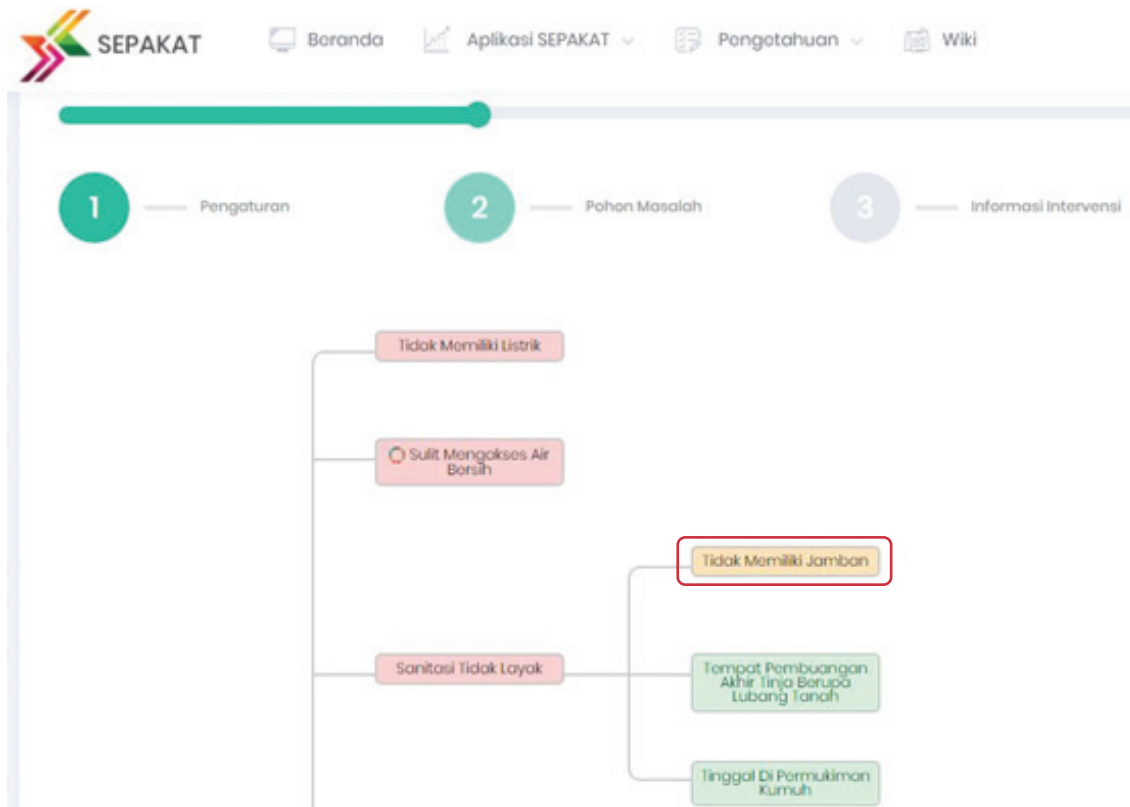 SEPAKAT
Beranda
Aplikasi SEPAKAT
Pengetahuan
Wiki
1
Pengaturan
2
Pohon Masalah
3
Informasi Intervensi
Tidak Memiliki Listrik
Sulit Mengakses Air
Bersih
Tidak Memiliki Jamban
Sanitasi Tidak Layak
Tempat Pembuangan
Akhir Tinja Berupa
Lubang Tanah
Tinggal Di Permukiman
Kumuh